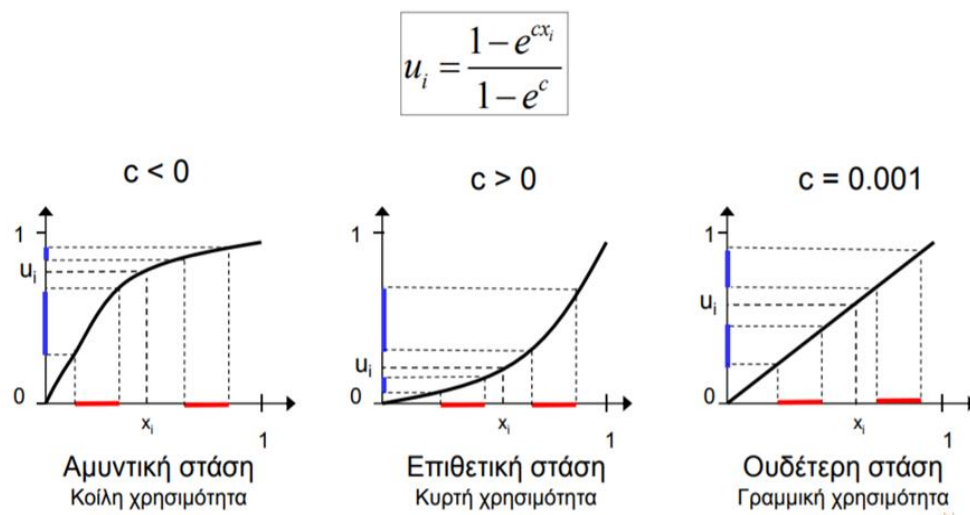 u_i = (1 − e^{cx_i}) / (1 − e^c)
c < 0
c > 0
c = 0.001
1
u_i
0
x_i
1
1
u_i
0
x_i
1
1
u_i
0
x_i
1
Αμυντική στάση
Κοίλη χρησιμότητα
Επιθετική στάση
Κυρτή χρησιμότητα
Ουδέτερη στάση
Γραμμική χρησιμότητα